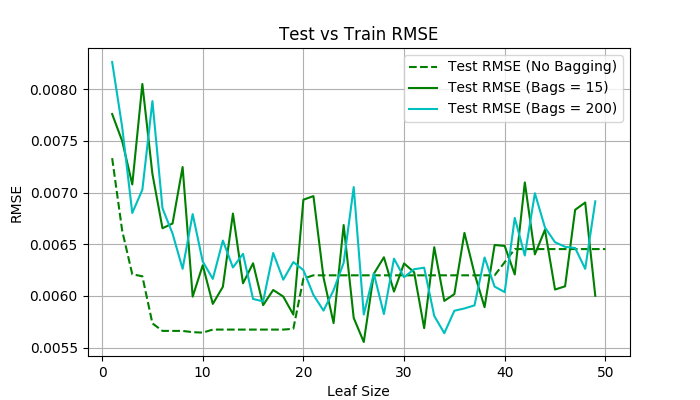 Test vs Train RMSE
Test RMSE (No Bagging)
Test RMSE (Bags = 15)
Test RMSE (Bags = 200)
RMSE
0.0080
0.0075
0.0070
0.0065
0.0060
0.0055
0 10 20 30 40 50
Leaf Size